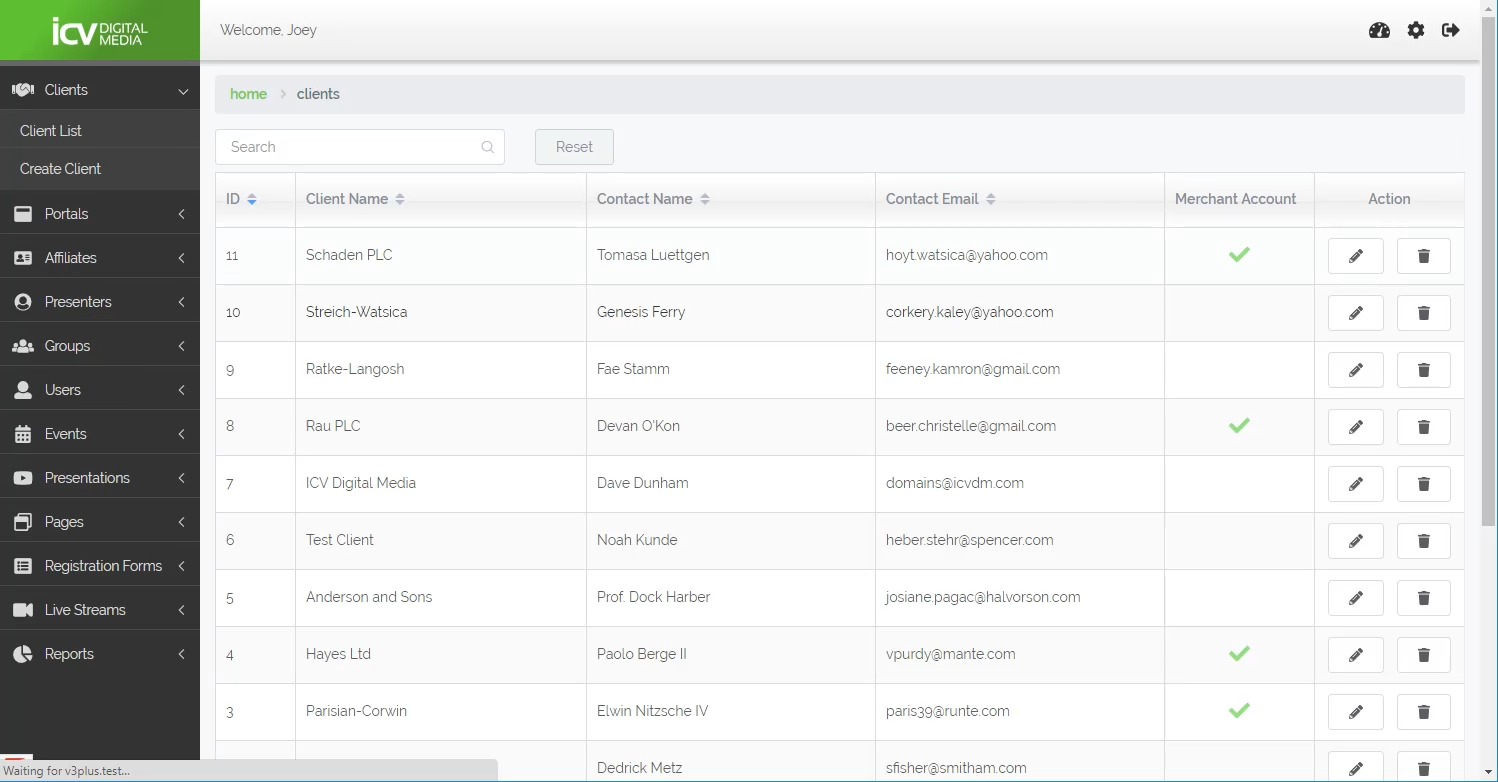 icv DIGITAL MEDIA
Welcome, Joey
Clients
Client List
Create Client
Portals
Affiliates
Presenters
Groups
Users
Events
Presentations
Pages
Registration Forms
Live Streams
Reports
home > clients
Search
Reset
ID Client Name Contact Name Contact Email Merchant Account Action
11 Schaden PLC Tomasa Luettgen hoyt.watsica@yahoo.com
10 Streich-Watsica Genesis Ferry corkery.kaley@yahoo.com
9 Ratke-Langosh Fae Stamm feeney.kamron@gmail.com
8 Rau PLC Devan O'Kon beer.christelle@gmail.com
7 ICV Digital Media Dave Dunham domains@icvdm.com
6 Test Client Noah Kunde heber.stehr@spencer.com
5 Anderson and Sons Prof. Dock Harber josiane.pagac@halvorson.com
4 Hayes Ltd Paolo Berge II vpurdy@mante.com
3 Parisian-Corwin Elwin Nitzsche IV paris39@runte.com
Dedrick Metz sfisher@smitham.com
Waiting for v3plus.test...